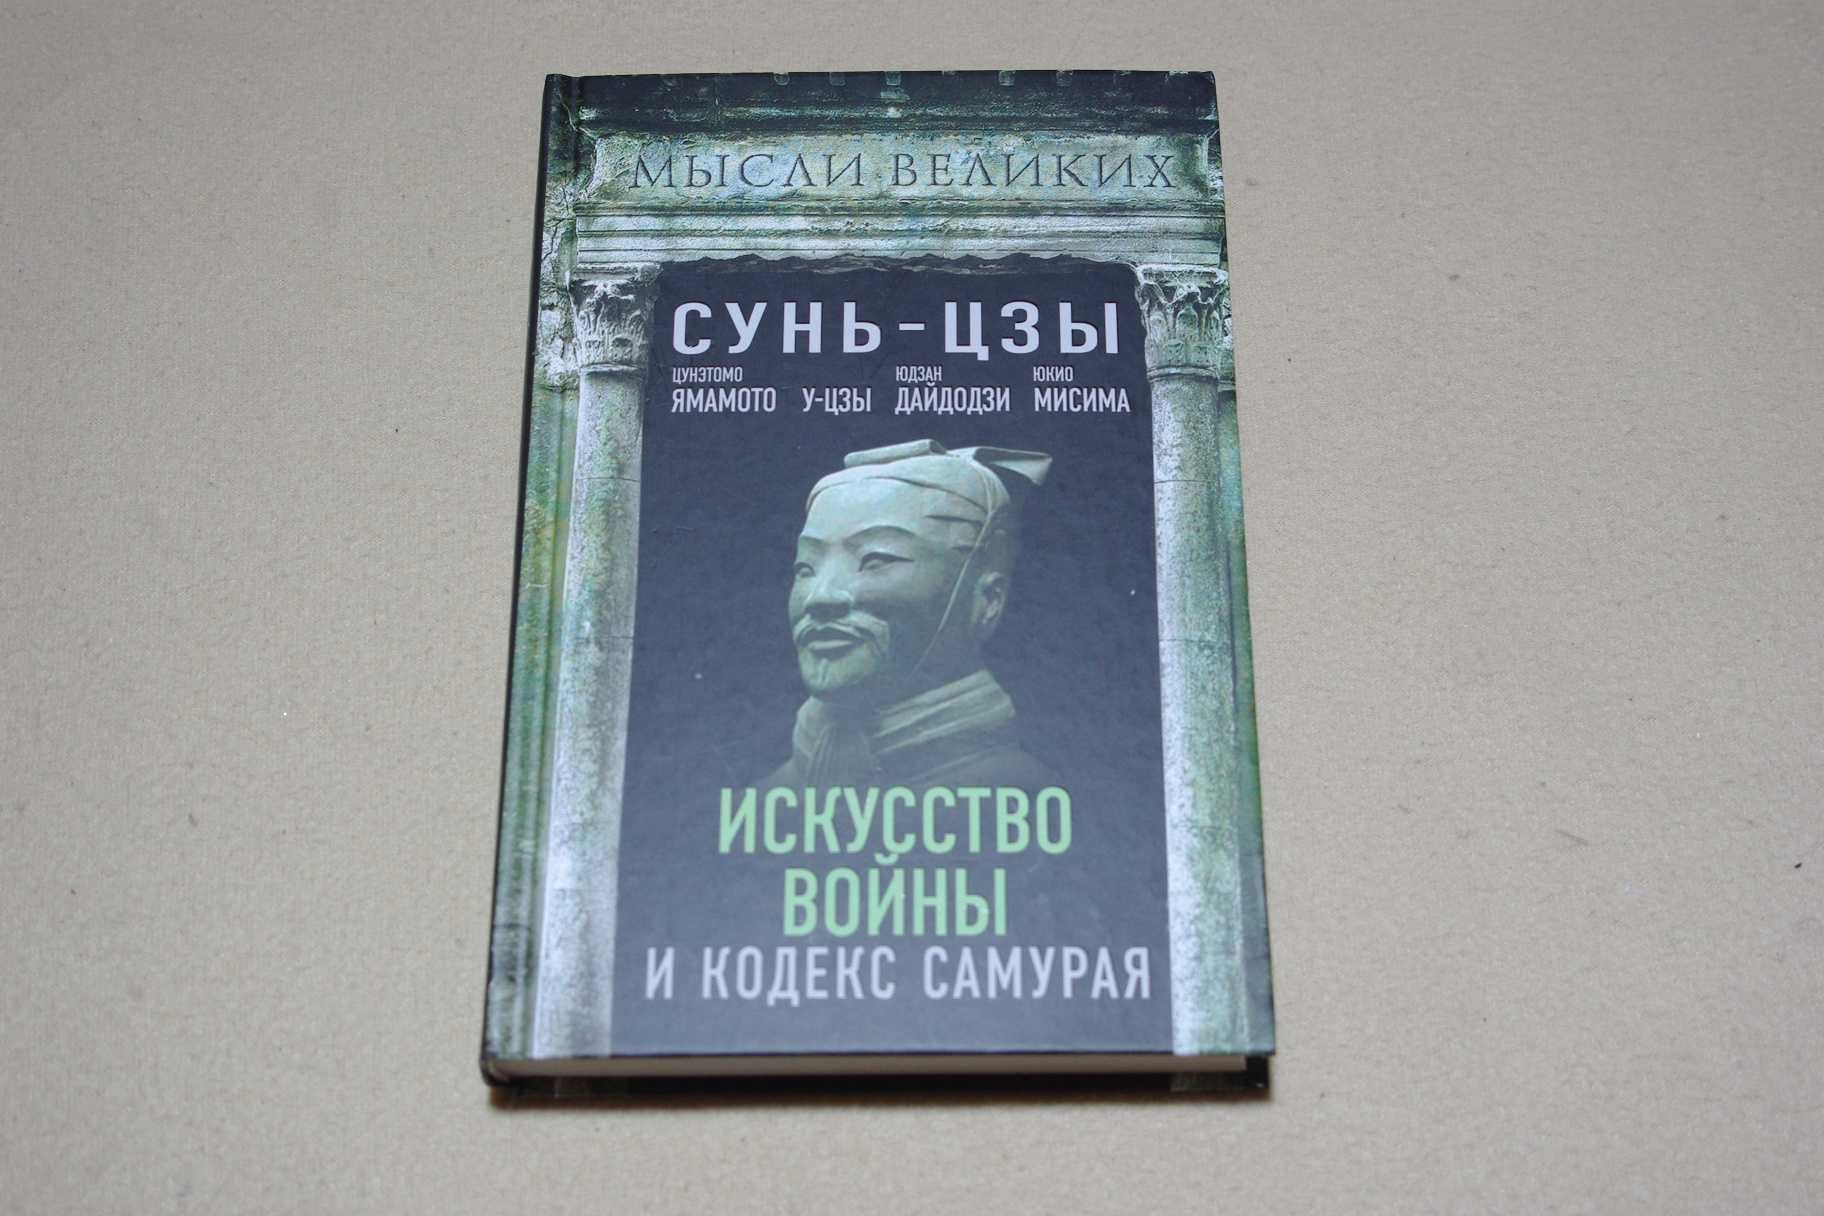 МЫСЛИ ВЕЛИКИХ
СУНЬ-ЦЗЫ
ЦУНЭТОМО ЮДЗАН ЮКИО
ЯМАМОТО У-ЦЗЫ ДАЙДОДЗИ МИСИМА
ИСКУССТВО
ВОЙНЫ
И КОДЕКС САМУРАЯ